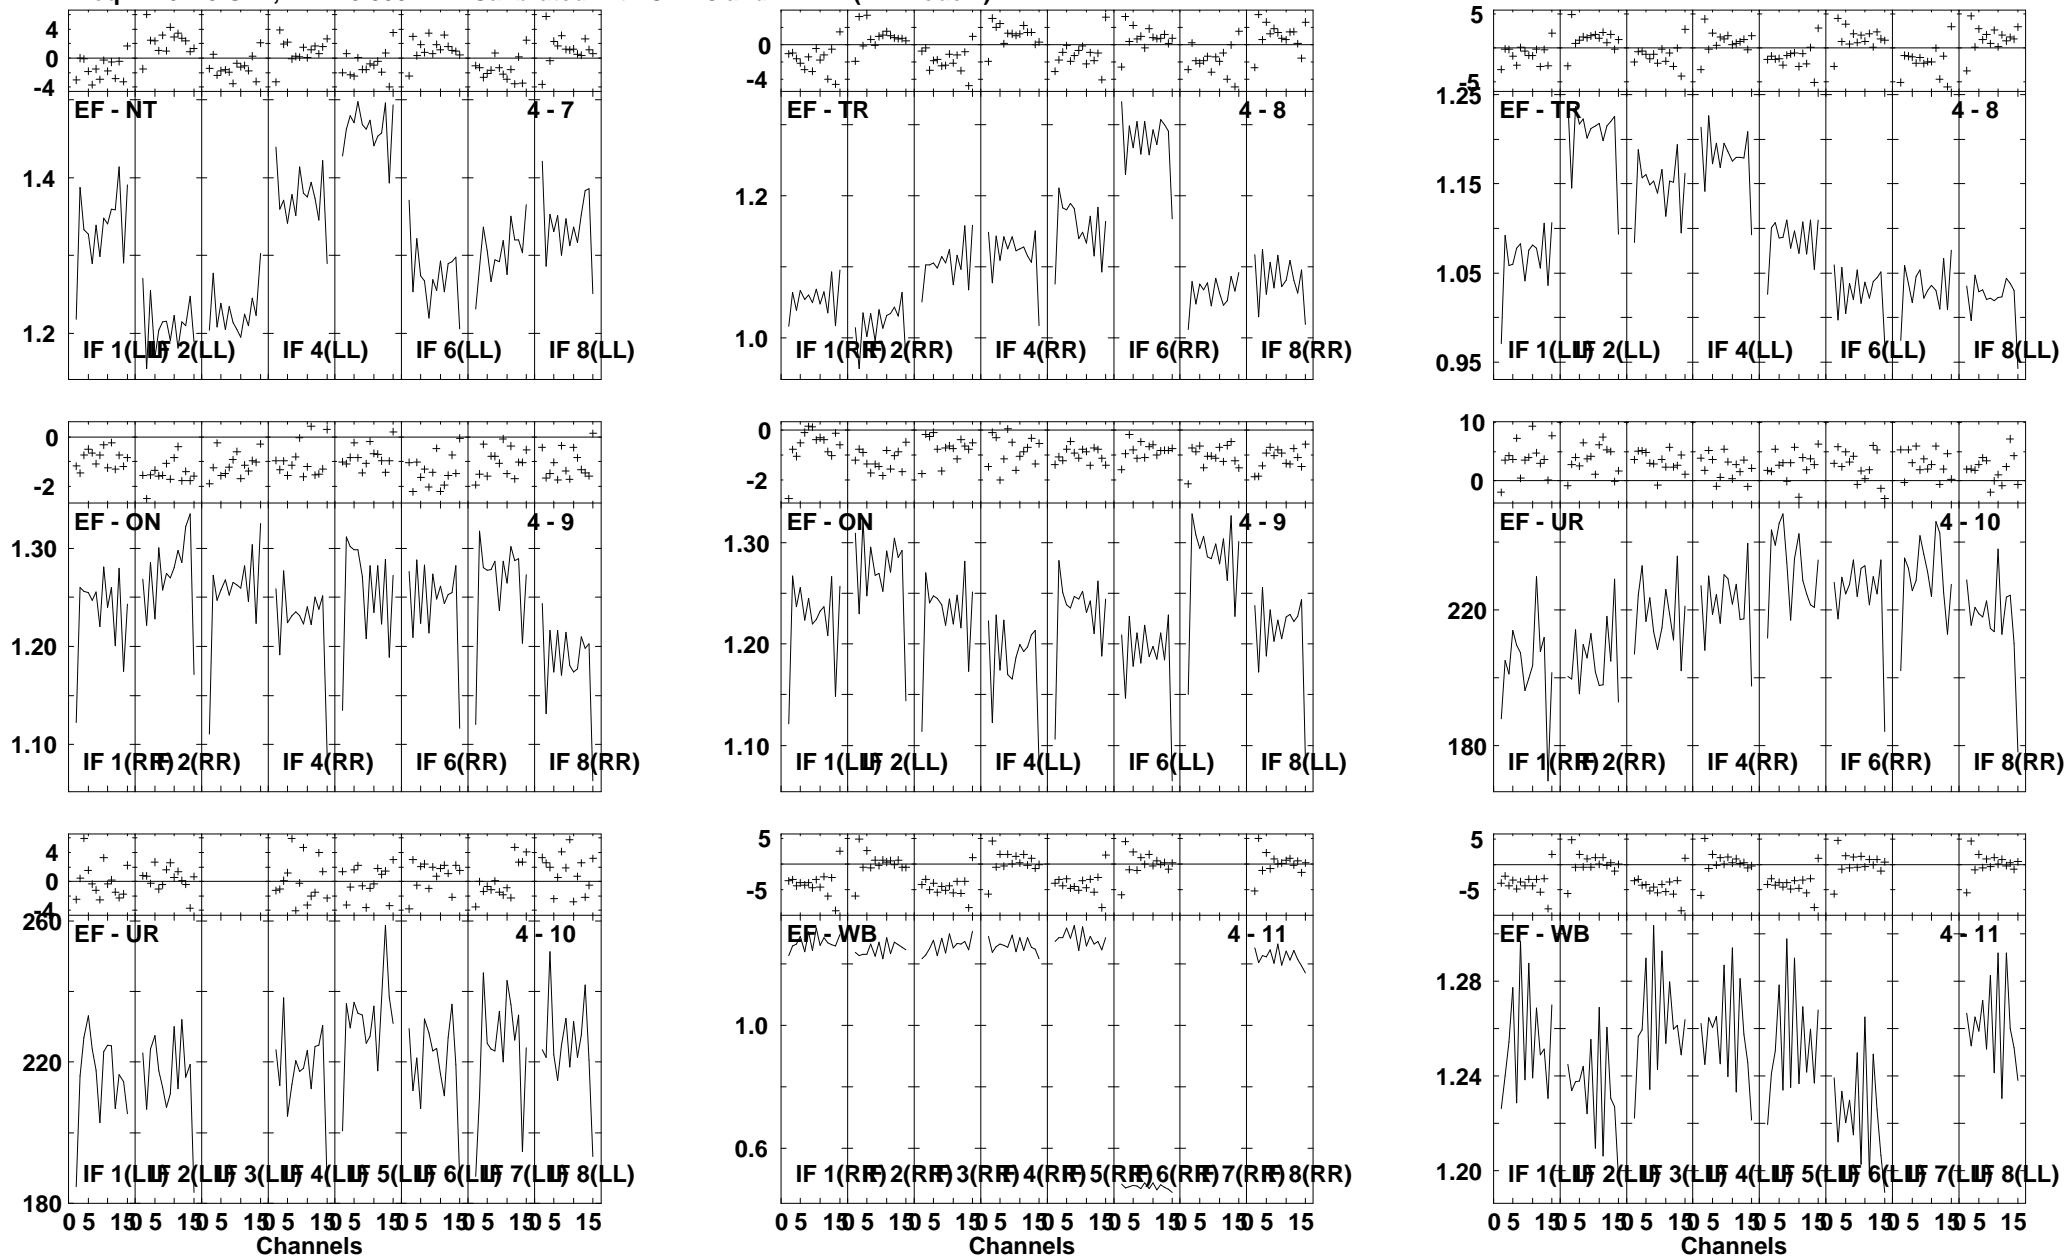 EF - NT 4 - 7
1.4
1.2
4
0
-4
IF 1(LL) IF 2(LL) IF 4(LL) IF 6(LL) IF 8(LL)
EF - TR 4 - 8
4
0
-4
1.2
1.0
IF 1(RR) IF 2(RR) IF 4(RR) IF 6(RR) IF 8(RR)
EF - TR 4 - 8
5
-5
1.25
1.15
1.05
0.95
IF 1(LL) IF 2(LL) IF 4(LL) IF 6(LL) IF 8(LL)
EF - ON 4 - 9
0
-2
1.30
1.20
1.10
IF 1(RR) IF 2(RR) IF 4(RR) IF 6(RR) IF 8(RR)
EF - ON 4 - 9
0
-2
1.30
1.20
1.10
IF 1(LL) IF 2(LL) IF 4(LL) IF 6(LL) IF 8(LL)
EF - UR 4 - 10
10
0
220
180
IF 1(RR) IF 2(RR) IF 4(RR) IF 6(RR) IF 8(RR)
EF - UR 4 - 10
4
0
-4
260
220
180
IF 1(LL) IF 2(LL) IF 3(LL) IF 4(LL) IF 5(LL) IF 6(LL) IF 7(LL) IF 8(LL)
0 5 15 0 5 15 0 5 15 0 5 15 0 5 15 0 5 15 0 5 15 0 5 15
Channels
EF - WB 4 - 11
5
-5
1.0
0.6
IF 1(RR) IF 2(RR) IF 3(RR) IF 4(RR) IF 5(RR) IF 6(RR) IF 7(RR) IF 8(RR)
0 5 15 0 5 15 0 5 15 0 5 15 0 5 15 0 5 15 0 5 15 0 5 15
EF - WB 4 - 11
5
-5
1.28
1.24
1.20
IF 1(LL) IF 2(LL) IF 3(LL) IF 4(LL) IF 5(LL) IF 6(LL) IF 7(LL) IF 8(LL)
0 5 15 0 5 15 0 5 15 0 5 15 0 5 15 0 5 15 0 5 15 0 5 15
Channels